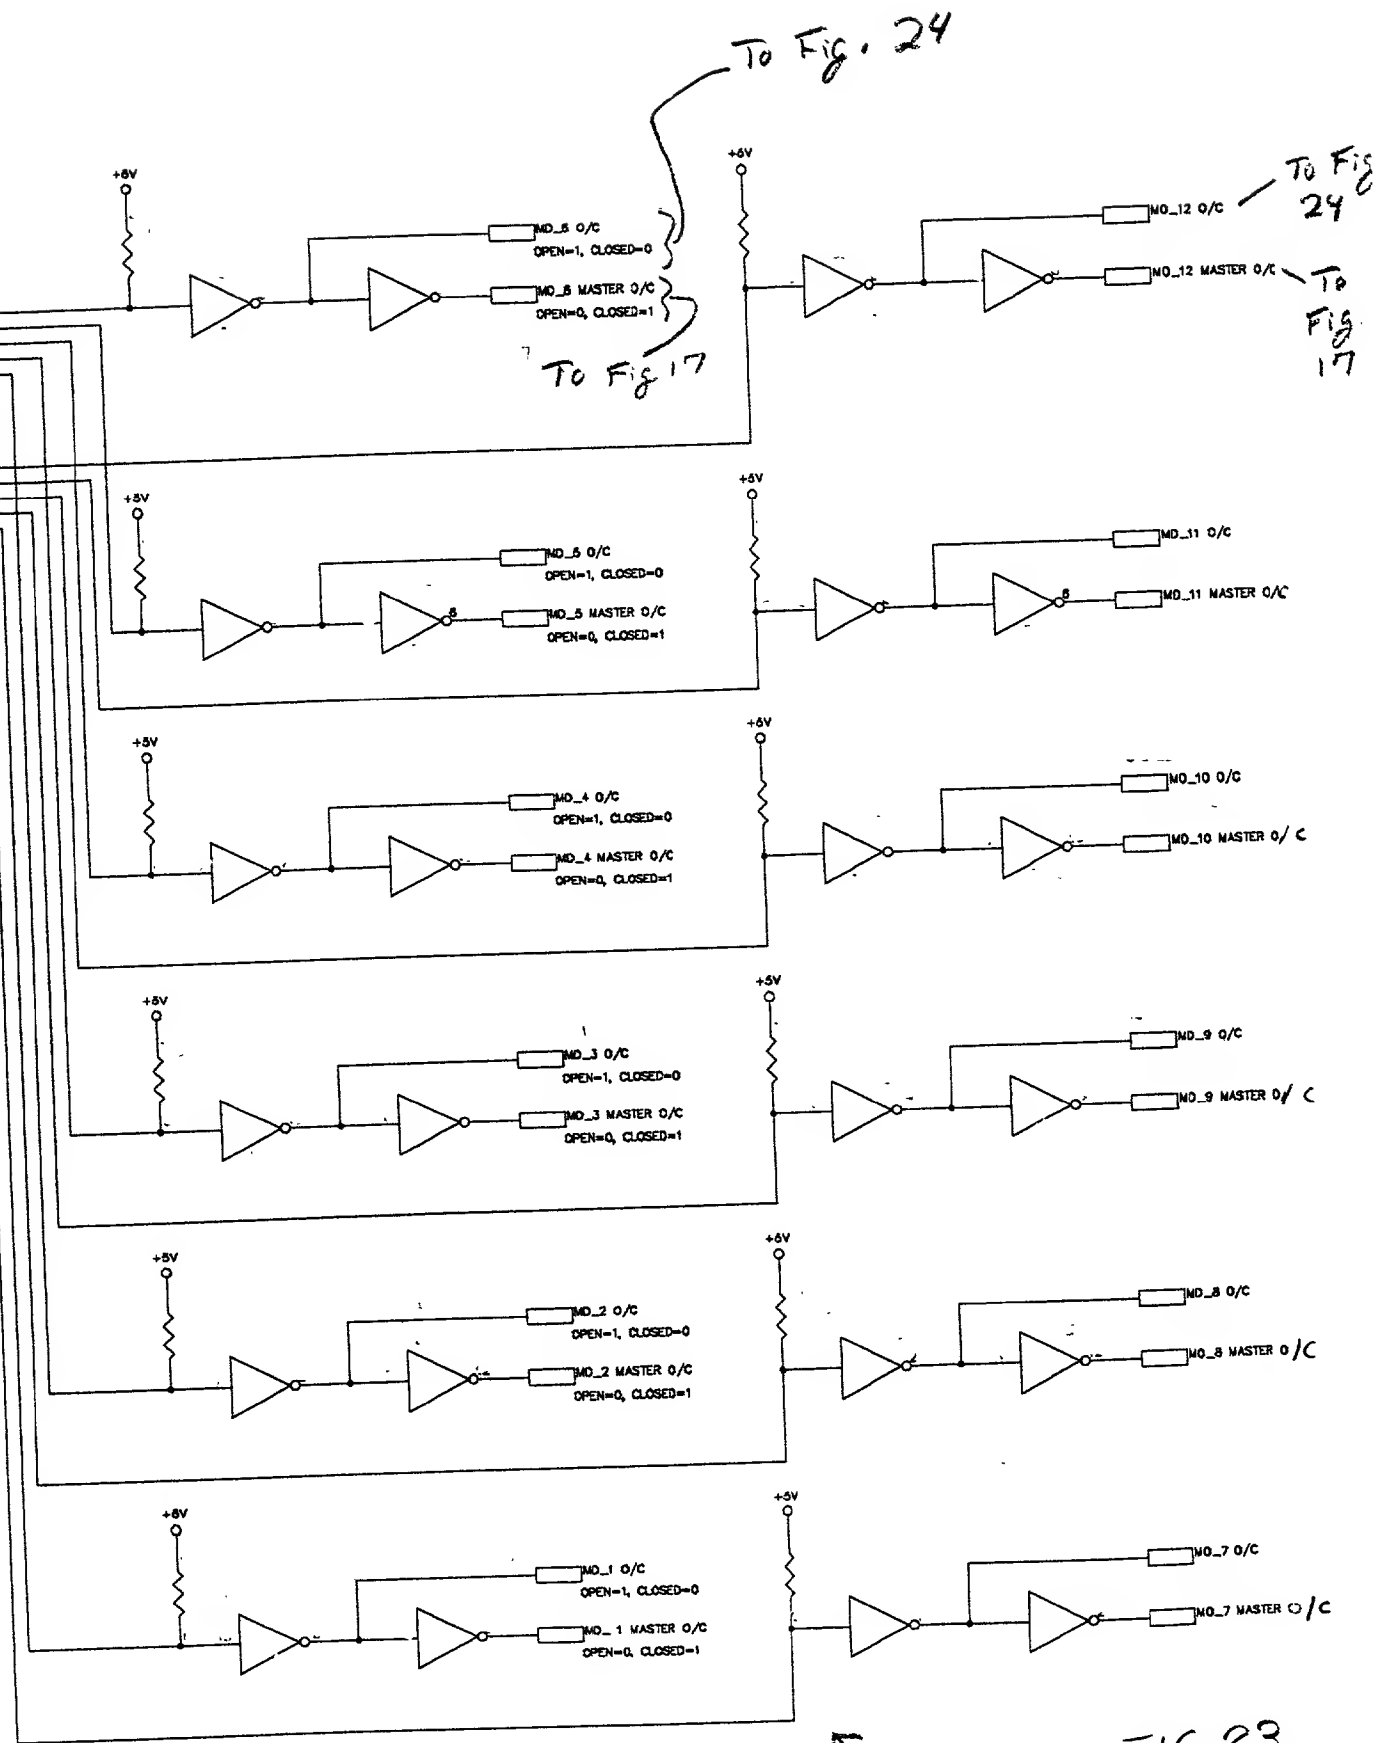 To Fig. 24
+5V
MO_6 O/C
OPEN=1, CLOSED=0
MO_6 MASTER O/C
OPEN=0, CLOSED=1
To Fig 17
+5V
MO_12 O/C
To Fig
24
MO_12 MASTER O/C
To
Fig
17
+5V
MO_5 O/C
OPEN=1, CLOSED=0
MO_5 MASTER O/C
OPEN=0, CLOSED=1
+5V
MO_11 O/C
MO_11 MASTER O/C
+5V
MO_4 O/C
OPEN=1, CLOSED=0
MO_4 MASTER O/C
OPEN=0, CLOSED=1
+5V
MO_10 O/C
MO_10 MASTER O/C
+5V
MO_3 O/C
OPEN=1, CLOSED=0
MO_3 MASTER O/C
OPEN=0, CLOSED=1
+5V
MO_9 O/C
MO_9 MASTER O/C
+5V
MO_2 O/C
OPEN=1, CLOSED=0
MO_2 MASTER O/C
OPEN=0, CLOSED=1
+5V
MO_8 O/C
MO_8 MASTER O/C
+5V
MO_1 O/C
OPEN=1, CLOSED=0
MO_1 MASTER O/C
OPEN=0, CLOSED=1
+5V
MO_7 O/C
MO_7 MASTER O/C
FIG 23